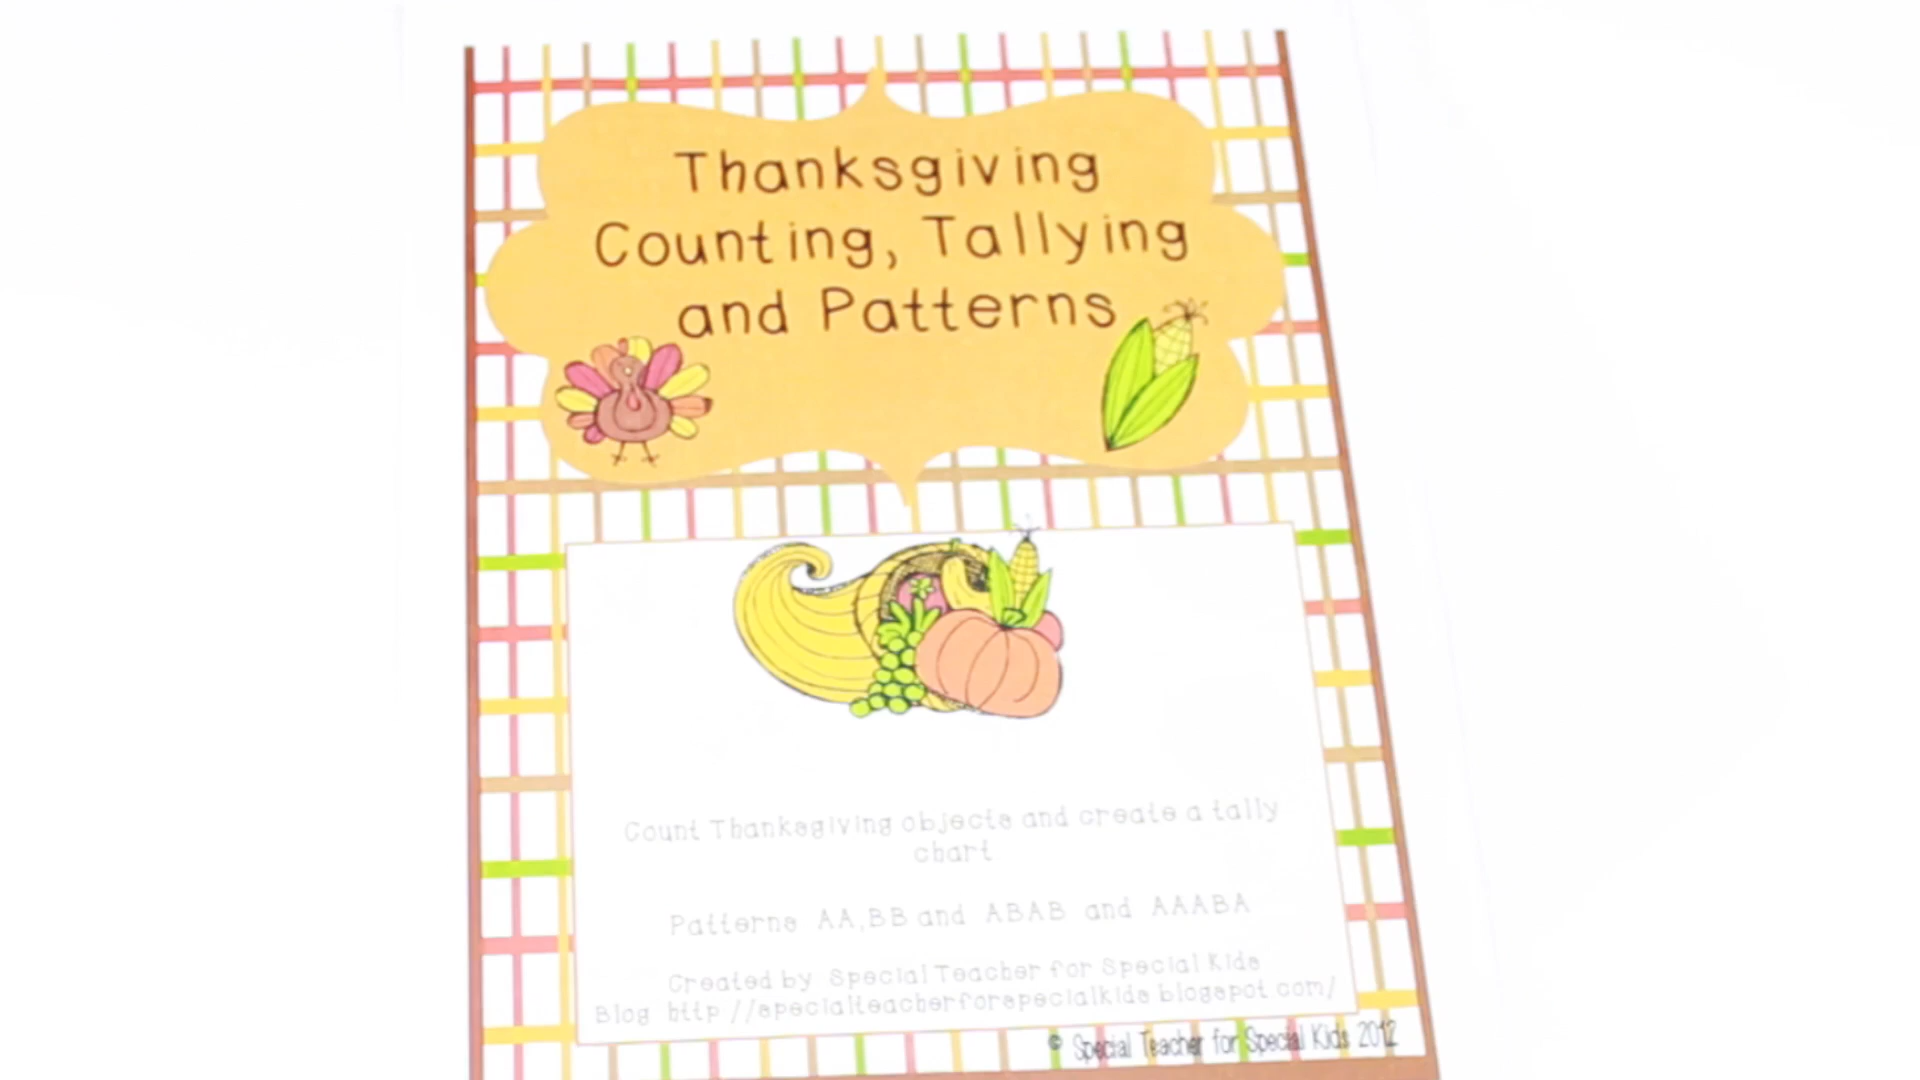 Thanksgiving
Counting, Tallying
and Patterns
Count Thanksgiving objects and create a tally
chart
Patterns AA,BB and ABAB and AAABA
Created by Special Teacher for Special Kids
Blog http://specialteacherforspecialkids.blogspot.com/
© Special Teacher for Special Kids 2012